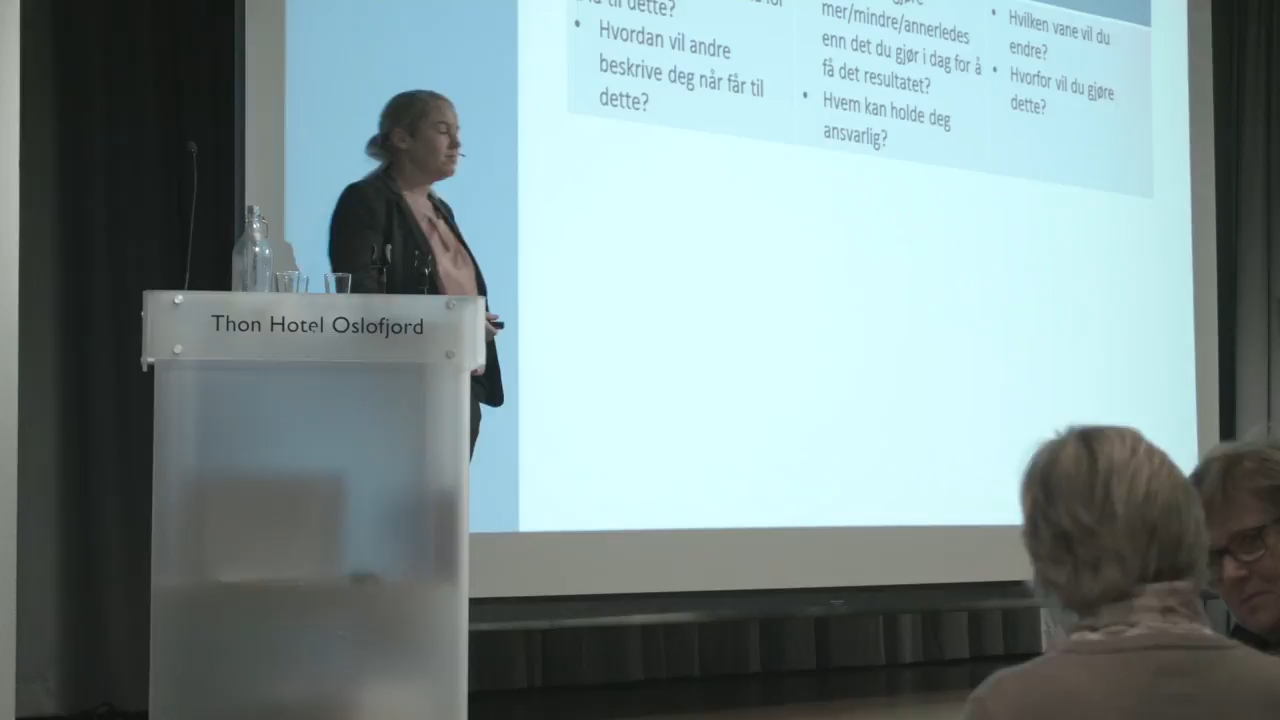 til dette?
Hvordan vil andre
beskrive deg når får til
dette?
mer/mindre/annerledes
enn det du gjør i dag for å
få det resultatet?
Hvem kan holde deg
ansvarlig?
Hvilken vane vil du
endre?
Hvorfor vil du gjøre
dette?
Thon Hotel Oslofjord